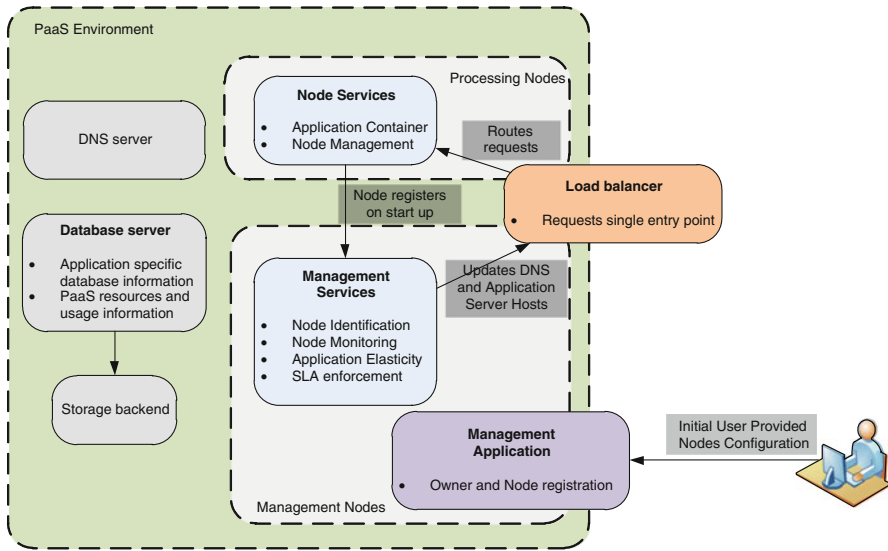 PaaS Environment
Processing Nodes
Node Services
• Application Container
• Node Management
DNS server
Routes
requests
Load balancer
• Requests single entry point
Node registers
on start up
Database server
• Application specific
database information
• PaaS resources and
usage information
Management
Services
• Node Identification
• Node Monitoring
• Application Elasticity
• SLA enforcement
Updates DNS
and Application
Server Hosts
Storage backend
Management
Application
• Owner and Node registration
Initial User Provided
Nodes Configuration
Management Nodes